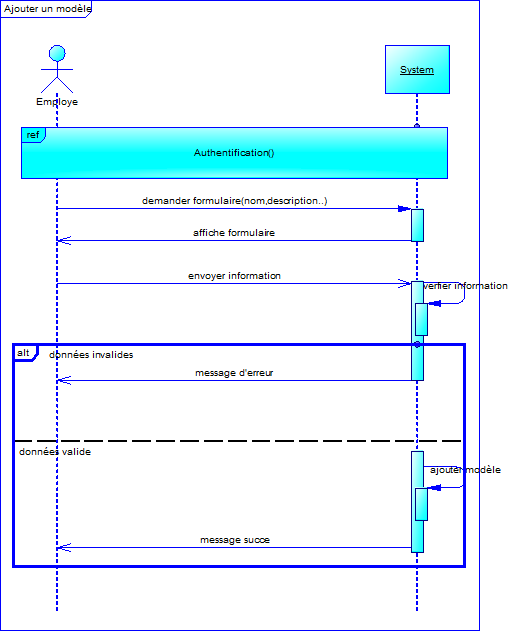 Ajouter un modèle
System
Employe
ref
Authentification()
demander formulaire(nom,description..)
affiche formulaire
envoyer information
verifier information
alt
données invalides
message d'erreur
données valide
ajouter modèle
message succe